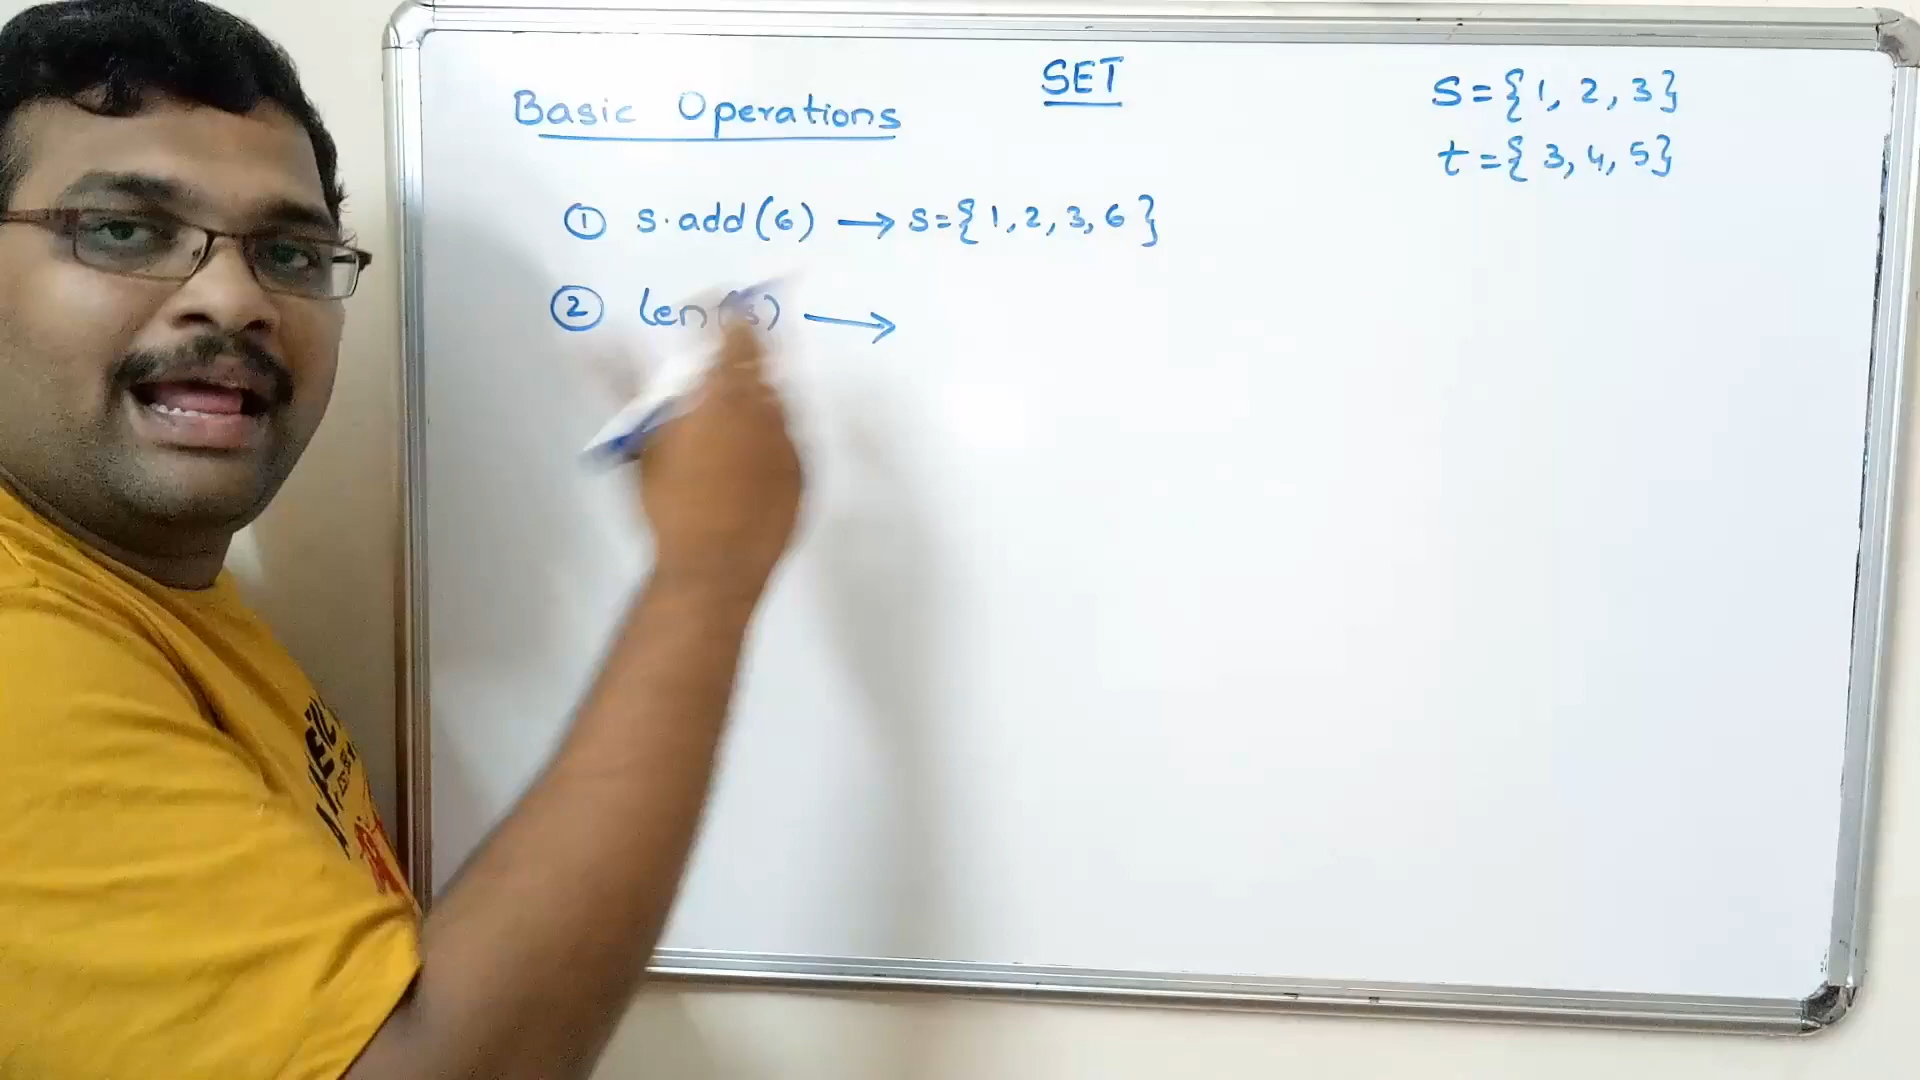 SET
Basic Operations
S={1, 2, 3}
t={3, 4, 5}
① s.add(6) → s={1,2,3,6}
② len(s) →